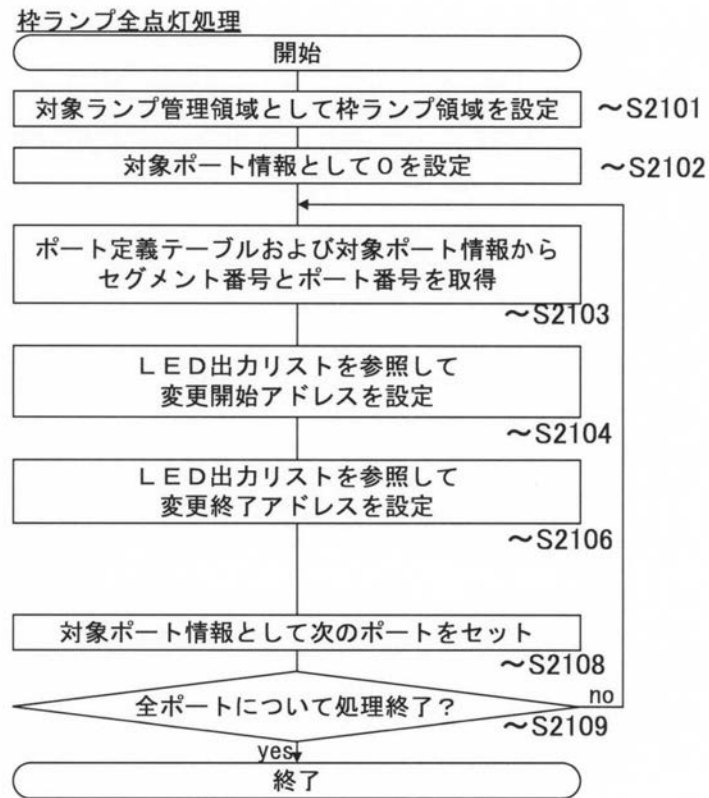 枠ランプ全点灯処理
開始
対象ランプ管理領域として枠ランプ領域を設定
～S2101
対象ポート情報として０を設定
～S2102
ポート定義テーブルおよび対象ポート情報から
セグメント番号とポート番号を取得
～S2103
ＬＥＤ出力リストを参照して
変更開始アドレスを設定
～S2104
ＬＥＤ出力リストを参照して
変更終了アドレスを設定
～S2106
対象ポート情報として次のポートをセット
～S2108
全ポートについて処理終了？
no
～S2109
yes
終了